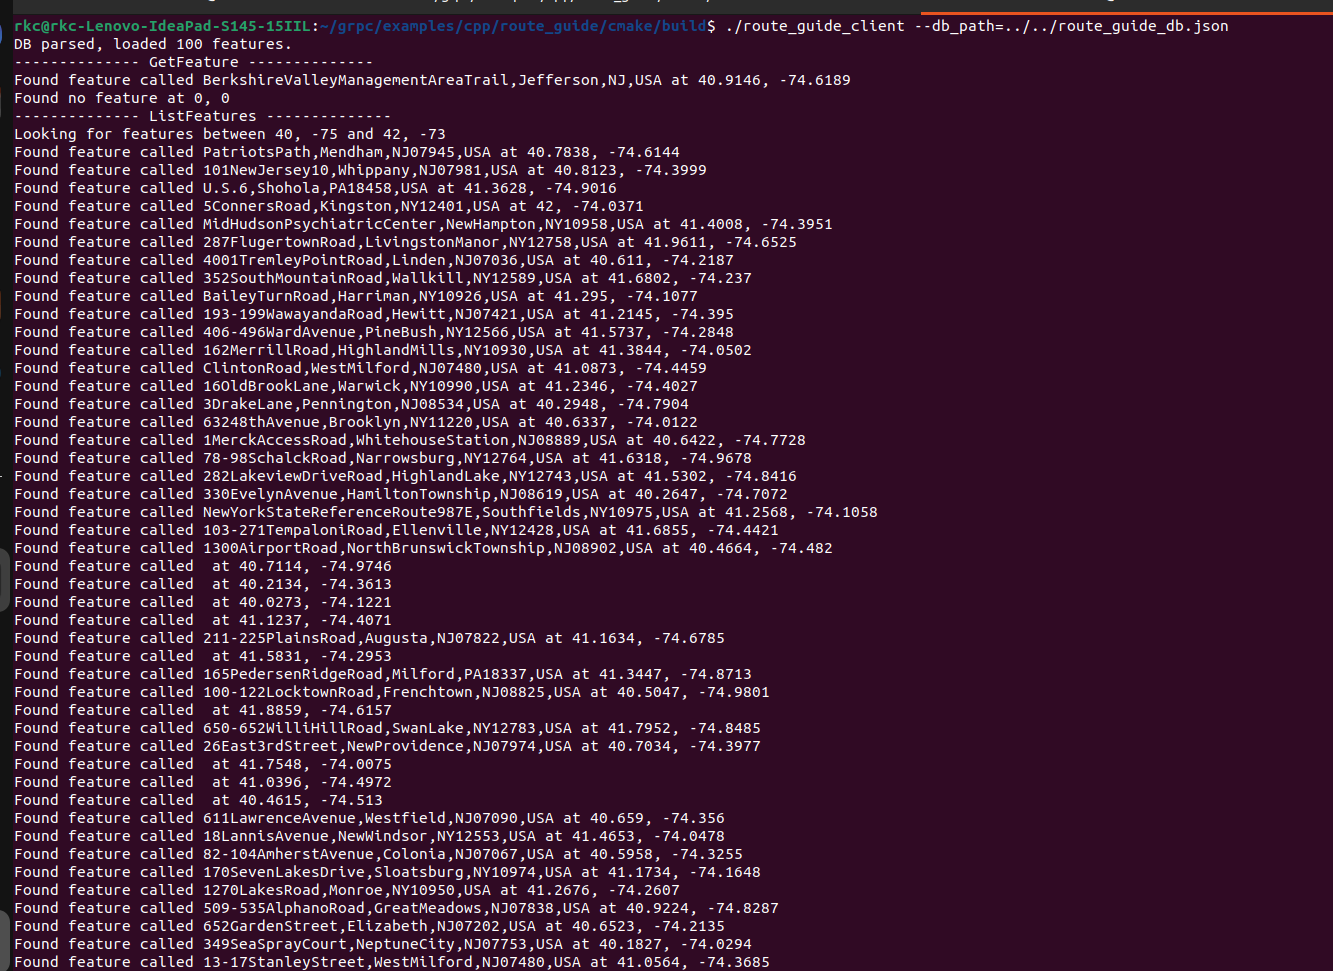 rkc@rkc-Lenovo-IdeaPad-S145-15IIL:~/grpc/examples/cpp/route_guide/cmake/build$ ./route_guide_client --db_path=../../route_guide_db.json
DB parsed, loaded 100 features.
-------------- GetFeature --------------
Found feature called BerkshireValleyManagementAreaTrail,Jefferson,NJ,USA at 40.9146, -74.6189
Found no feature at 0, 0
-------------- ListFeatures --------------
Looking for features between 40, -75 and 42, -73
Found feature called PatriotsPath,Mendham,NJ07945,USA at 40.7838, -74.6144
Found feature called 101NewJersey10,Whippany,NJ07981,USA at 40.8123, -74.3999
Found feature called U.S.6,Shohola,PA18458,USA at 41.3628, -74.9016
Found feature called 5ConnersRoad,Kingston,NY12401,USA at 42, -74.0371
Found feature called MidHudsonPsychiatricCenter,NewHampton,NY10958,USA at 41.4008, -74.3951
Found feature called 287FlugertownRoad,LivingstonManor,NY12758,USA at 41.9611, -74.6525
Found feature called 4001TremleyPointRoad,Linden,NJ07036,USA at 40.611, -74.2187
Found feature called 352SouthMountainRoad,Wallkill,NY12589,USA at 41.6802, -74.237
Found feature called BaileyTurnRoad,Harriman,NY10926,USA at 41.295, -74.1077
Found feature called 193-199WawayandaRoad,Hewitt,NJ07421,USA at 41.2145, -74.395
Found feature called 406-496WardAvenue,PineBush,NY12566,USA at 41.5737, -74.2848
Found feature called 162MerrillRoad,HighlandMills,NY10930,USA at 41.3844, -74.0502
Found feature called ClintonRoad,WestMilford,NJ07480,USA at 41.0873, -74.4459
Found feature called 16OldBrookLane,Warwick,NY10990,USA at 41.2346, -74.4027
Found feature called 3DrakeLane,Pennington,NJ08534,USA at 40.2948, -74.7904
Found feature called 63248thAvenue,Brooklyn,NY11220,USA at 40.6337, -74.0122
Found feature called 1MerckAccessRoad,WhitehouseStation,NJ08889,USA at 40.6422, -74.7728
Found feature called 78-98SchalckRoad,Narrowsburg,NY12764,USA at 41.6318, -74.9678
Found feature called 282LakeviewDriveRoad,HighlandLake,NY12743,USA at 41.5302, -74.8416
Found feature called 330EvelynAvenue,HamiltonTownship,NJ08619,USA at 40.2647, -74.7072
Found feature called NewYorkStateReferenceRoute987E,Southfields,NY10975,USA at 41.2568, -74.1058
Found feature called 103-271TempaloniRoad,Ellenville,NY12428,USA at 41.6855, -74.4421
Found feature called 1300AirportRoad,NorthBrunswickTownship,NJ08902,USA at 40.4664, -74.482
Found feature called  at 40.7114, -74.9746
Found feature called  at 40.2134, -74.3613
Found feature called  at 40.0273, -74.1221
Found feature called  at 41.1237, -74.4071
Found feature called 211-225PlainsRoad,Augusta,NJ07822,USA at 41.1634, -74.6785
Found feature called  at 41.5831, -74.2953
Found feature called 165PedersenRidgeRoad,Milford,PA18337,USA at 41.3447, -74.8713
Found feature called 100-122LocktownRoad,Frenchtown,NJ08825,USA at 40.5047, -74.9801
Found feature called  at 41.8859, -74.6157
Found feature called 650-652WilliHillRoad,SwanLake,NY12783,USA at 41.7952, -74.8485
Found feature called 26East3rdStreet,NewProvidence,NJ07974,USA at 40.7034, -74.3977
Found feature called  at 41.7548, -74.0075
Found feature called  at 41.0396, -74.4972
Found feature called  at 40.4615, -74.513
Found feature called 611LawrenceAvenue,Westfield,NJ07090,USA at 40.659, -74.356
Found feature called 18LannisAvenue,NewWindsor,NY12553,USA at 41.4653, -74.0478
Found feature called 82-104AmherstAvenue,Colonia,NJ07067,USA at 40.5958, -74.3255
Found feature called 170SevenLakesDrive,Sloatsburg,NY10974,USA at 41.1734, -74.1648
Found feature called 1270LakesRoad,Monroe,NY10950,USA at 41.2676, -74.2607
Found feature called 509-535AlphanoRoad,GreatMeadows,NJ07838,USA at 40.9224, -74.8287
Found feature called 652GardenStreet,Elizabeth,NJ07202,USA at 40.6523, -74.2135
Found feature called 349SeaSprayCourt,NeptuneCity,NJ07753,USA at 40.1827, -74.0294
Found feature called 13-17StanleyStreet,WestMilford,NJ07480,USA at 41.0564, -74.3685